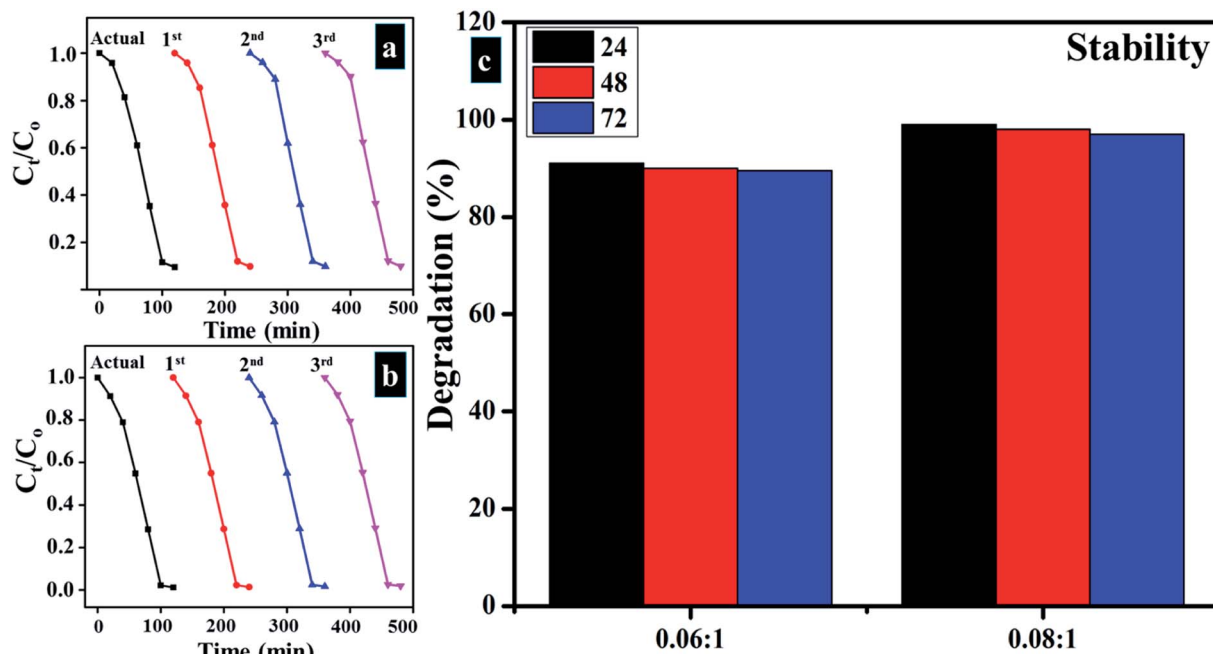 Actual 1st 2nd 3rd a
1.0
0.8
0.6
0.4
0.2
Ct/Co
0 100 200 300 400 500
Time (min)
Actual 1st 2nd 3rd b
1.0
0.8
0.6
0.4
0.2
0.0
Ct/Co
0 100 200 300 400 500
Time (min)
c
24
48
72
Stability
120
100
80
60
40
20
0
Degradation (%)
0.06:1 0.08:1